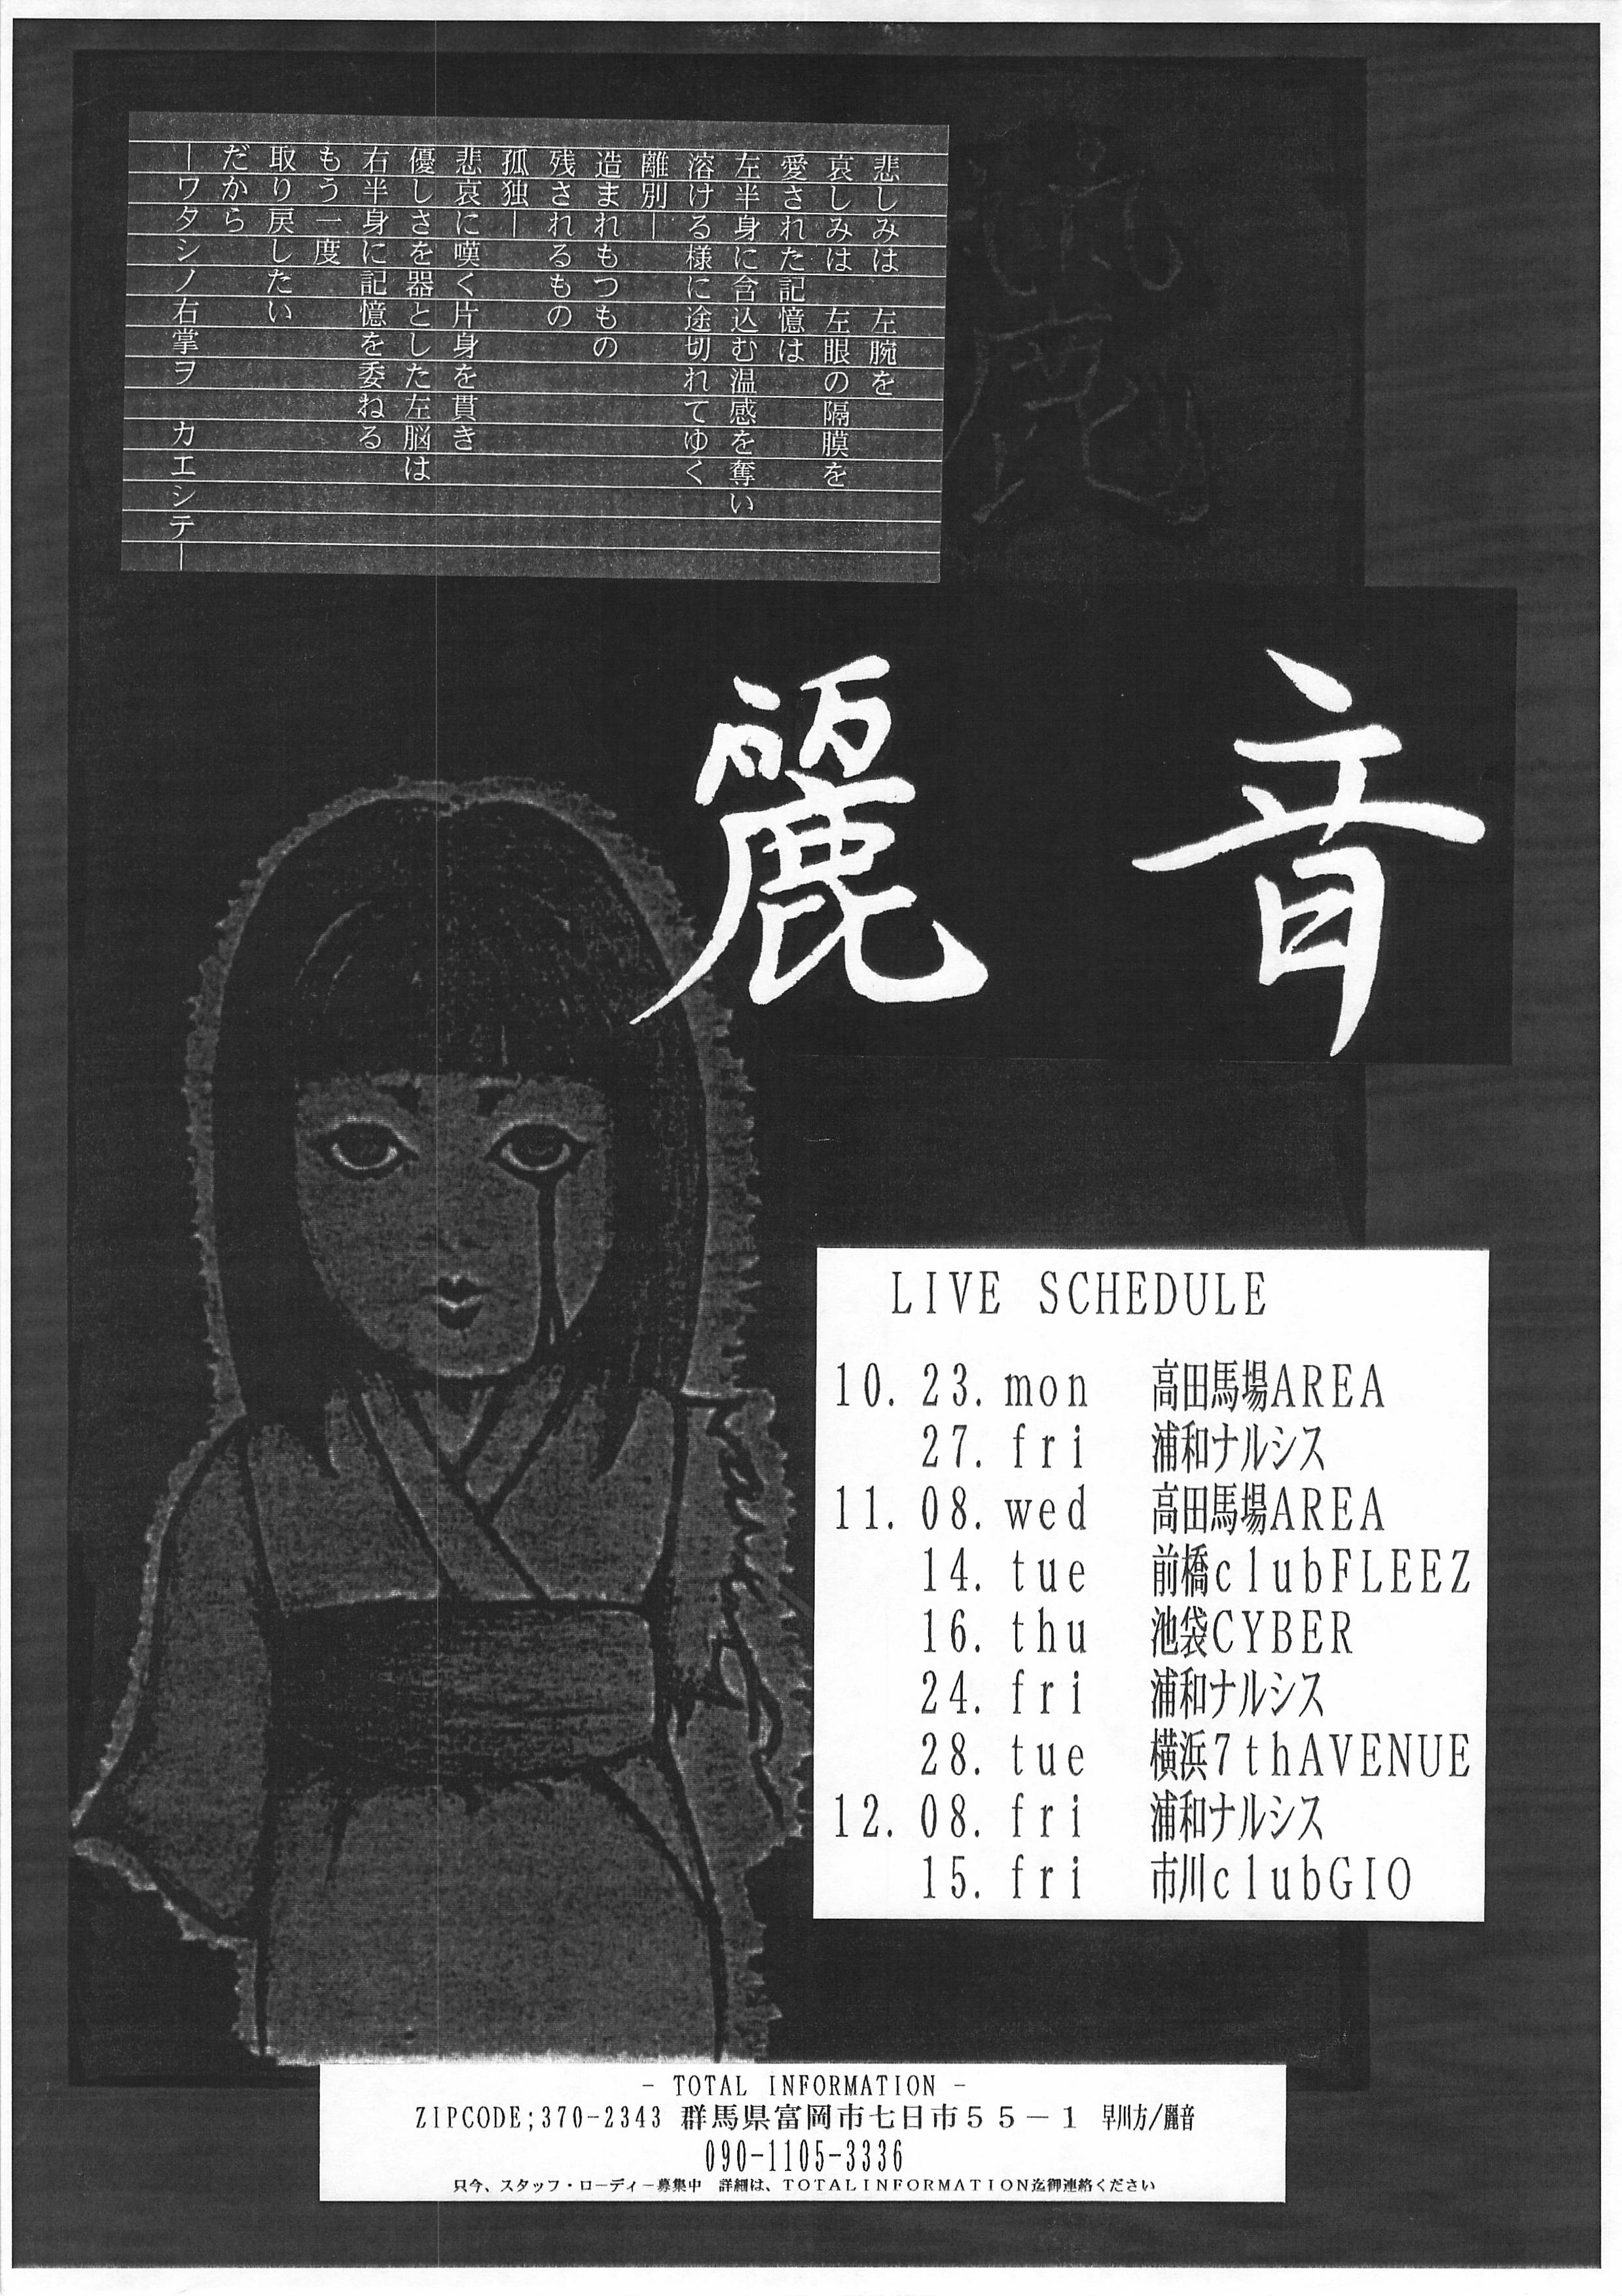 悲しみは　左腕を
哀しみは　左眼の隔膜を
愛された記憶は
左半身に含込む温感を奪い
溶ける様に途切れてゆく
離別―
造まれもつもの
残されるもの
孤独―
悲哀に嘆く片身を貫き
優しさを器とした左脳は
右半身に記憶を委ねる
もう一度
取り戻したい
だから
―ワタシノ右掌ヲ　カエシテ―
麗
麗　音
LIVE SCHEDULE
10. 23. mon 高田馬場AREA
27. fri 浦和ナルシス
11. 08. wed 高田馬場AREA
14. tue 前橋clubFLEEZ
16. thu 池袋CYBER
24. fri 浦和ナルシス
28. tue 横浜7thAVENUE
12. 08. fri 浦和ナルシス
15. fri 市川clubGIO
- TOTAL INFORMATION -
ZIPCODE;370-2343 群馬県富岡市七日市５５－１ 早川方/麗音
090-1105-3336
只今、スタッフ・ローディー募集中　詳細は、TOTALINFORMATION迄御連絡ください